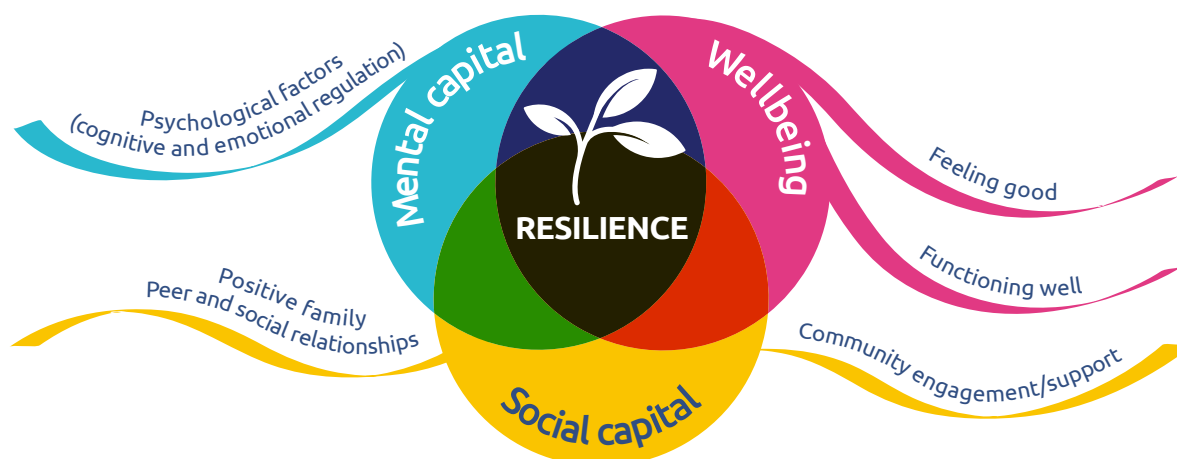 Psychological factors
(cognitive and emotional regulation)
Mental capital
Wellbeing
Feeling good
RESILIENCE
Functioning well
Positive family
Peer and social relationships
Community engagement/support
Social capital